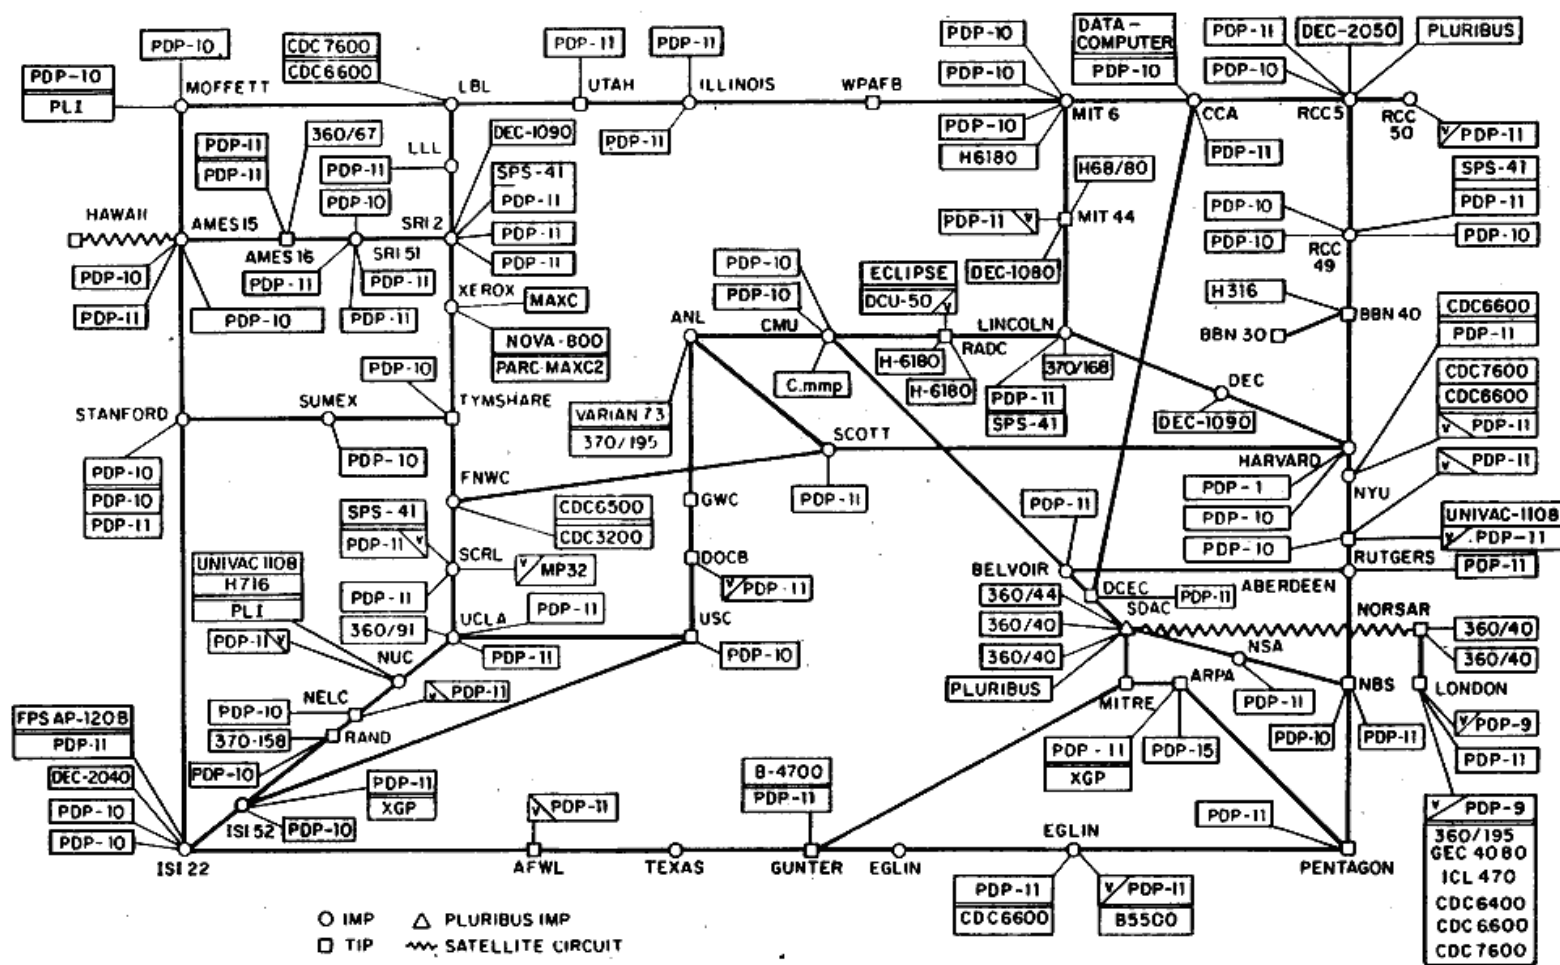 PDP-10
CDC7600
CDC6600
PDP-11
PDP-11
PDP-10
DATA-
COMPUTER
PDP-10
PDP-11
DEC-2050
PLURIBUS
PDP-10
PLI
MOFFETT
LBL
UTAH
ILLINOIS
WPAFB
PDP-10
MIT 6
CCA
PDP-10
RCC5
RCC
50
PDP-11
PDP-11
PDP-11
360/67
LLL
PDP-11
DEC-1090
PDP-11
PDP-10
H6180
PDP-11
V PDP-11
SPS-41
PDP-11
H68/80
SPS-41
PDP-11
HAWAII
AMES 15
AMES 16
PDP-10
SRI 51
SRI 2
PDP-11
PDP-11
PDP-11 V
MIT 44
PDP-10
PDP-10
RCC
49
PDP-10
PDP-10
PDP-11
PDP-10
PDP-11
PDP-11
PDP-11
XEROX
MAXC
PDP-10
PDP-10
ECLIPSE
DCU-50 V
DEC-1080
H316
BBN 40
BBN 30
CDC6600
PDP-11
NOVA-800
PARC-MAXC2
ANL
CMU
C.mmp
RADC
H-6180
H-6180
LINCOLN
370/168
PDP-11
SPS-41
DEC
DEC-1090
CDC7600
CDC6600
V PDP-11
PDP-10
STANFORD
SUMEX
TYMSHARE
VARIAN 73
370/195
SCOTT
HARVARD
V PDP-11
PDP-10
PDP-10
PDP-11
PDP-10
FNWC
PDP-11
PDP-1
PDP-10
PDP-10
NYU
SPS-41
PDP-11 V
CDC6500
CDC3200
GWC
PDP-11
UNIVAC-1108
V PDP-11
RUTGERS
UNIVAC 1108
H716
PLI
SCRL
V MP32
PDP-11
DOCB
V PDP-11
BELVOIR
DCEC
PDP-11
ABERDEEN
PDP-11
PDP-11 V
360/91
UCLA
PDP-11
PDP-11
USC
PDP-10
360/44
360/40
360/40
PLURIBUS
SDAC
NORSAR
360/40
360/40
NUC
NELC
V PDP-11
PDP-10
370-158
RAND
PDP-10
MITRE
ARPA
NSA
PDP-11
NBS
LONDON
FPS AP-120B
PDP-11
DEC-2040
PDP-10
PDP-10
PDP-11
XGP
PDP-10
ISI 52
PDP-11
XGP
PDP-15
PDP-10
PDP-11
V PDP-9
PDP-11
V PDP-11
B-4700
PDP-11
PDP-11
V PDP-9
360/195
GEC 4080
ICL 470
CDC6400
CDC6600
CDC7600
ISI 22
AFWL
TEXAS
GUNTER
EGLIN
EGLIN
PENTAGON
PDP-11
CDC6600
V PDP-11
B5500
IMP
PLURIBUS IMP
TIP
SATELLITE CIRCUIT